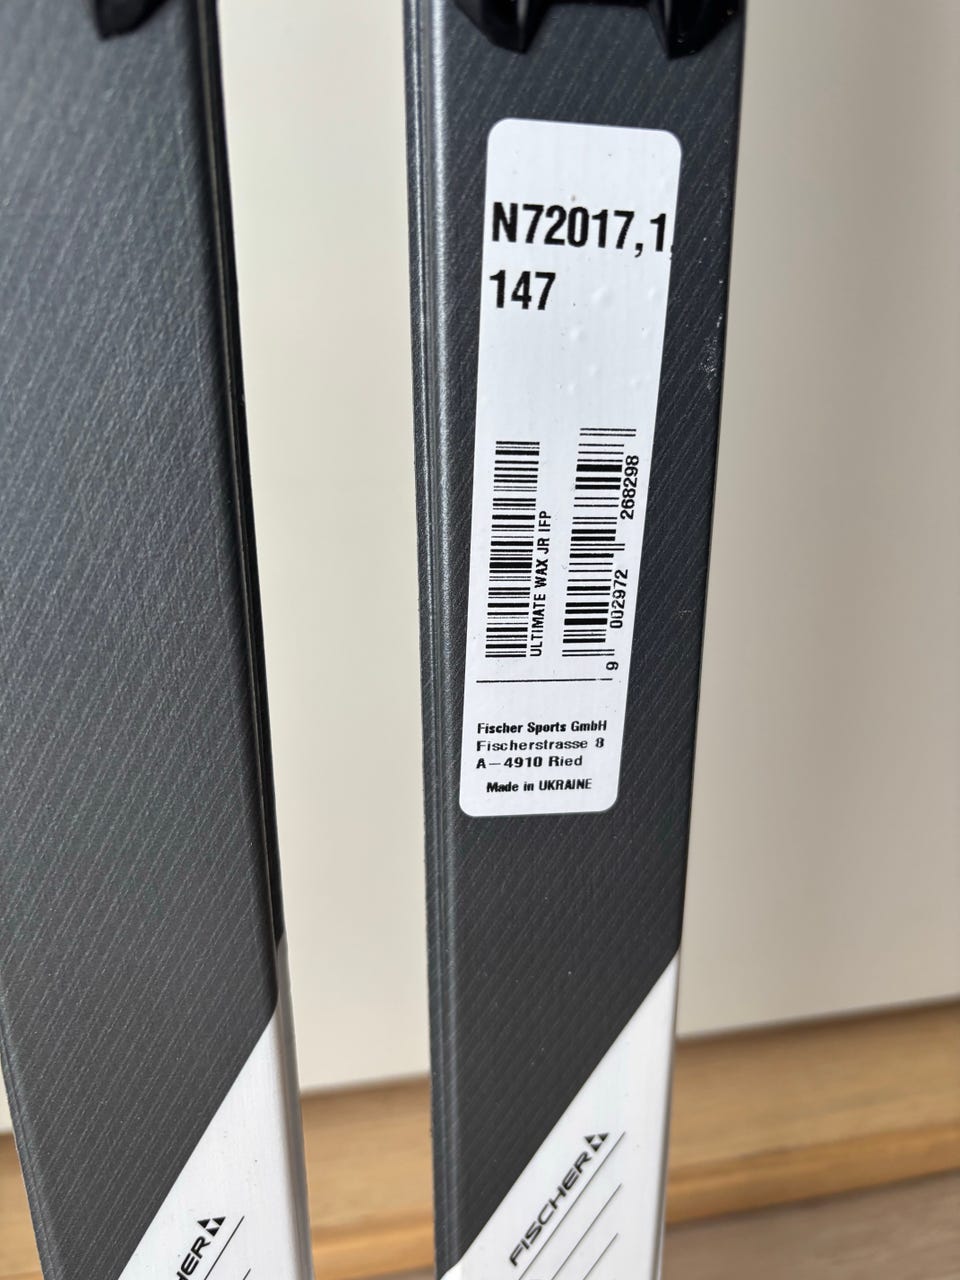 N72017,1
147
ULTIMATE WAX JR IFP
9 002972 268298
Fischer Sports GmbH
Fischerstrasse 8
A-4910 Ried
Made in UKRAINE
FISCHER
HER